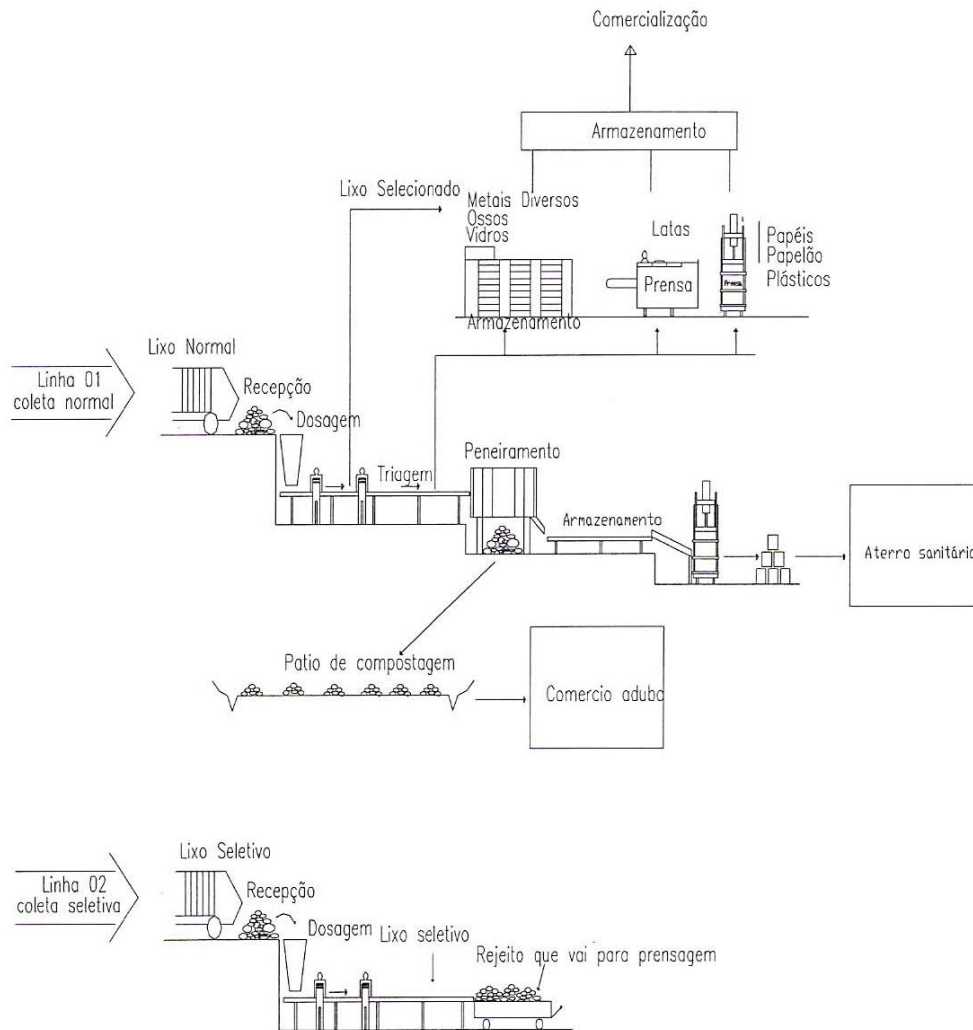 Comercialização
Armazenamento
Lixo Selecionado
Metais Diversos
Ossos
Vidros
Latas
Papéis
Papelão
Plásticos
Prensa
Prensa
Armazenamento
Lixo Normal
Linha 01
coleta normal
Recepção
Dosagem
Triagem
Peneiramento
Armazenamento
Aterro sanitário
Patio de compostagem
Comercio adubo
Lixo Seletivo
Linha 02
coleta seletiva
Recepção
Dosagem
Lixo seletivo
Rejeito que vai para prensagem